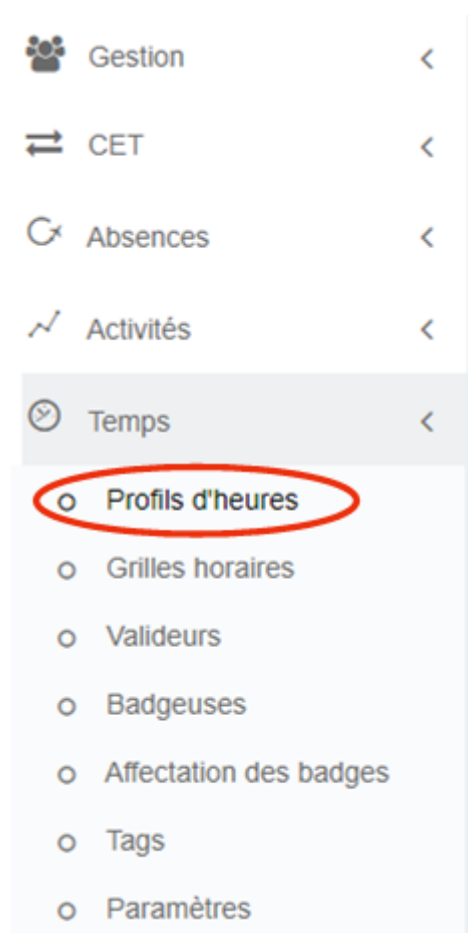 Gestion
CET
Absences
Activités
Temps
Profils d'heures
Grilles horaires
Valideurs
Badgeuses
Affectation des badges
Tags
Paramètres